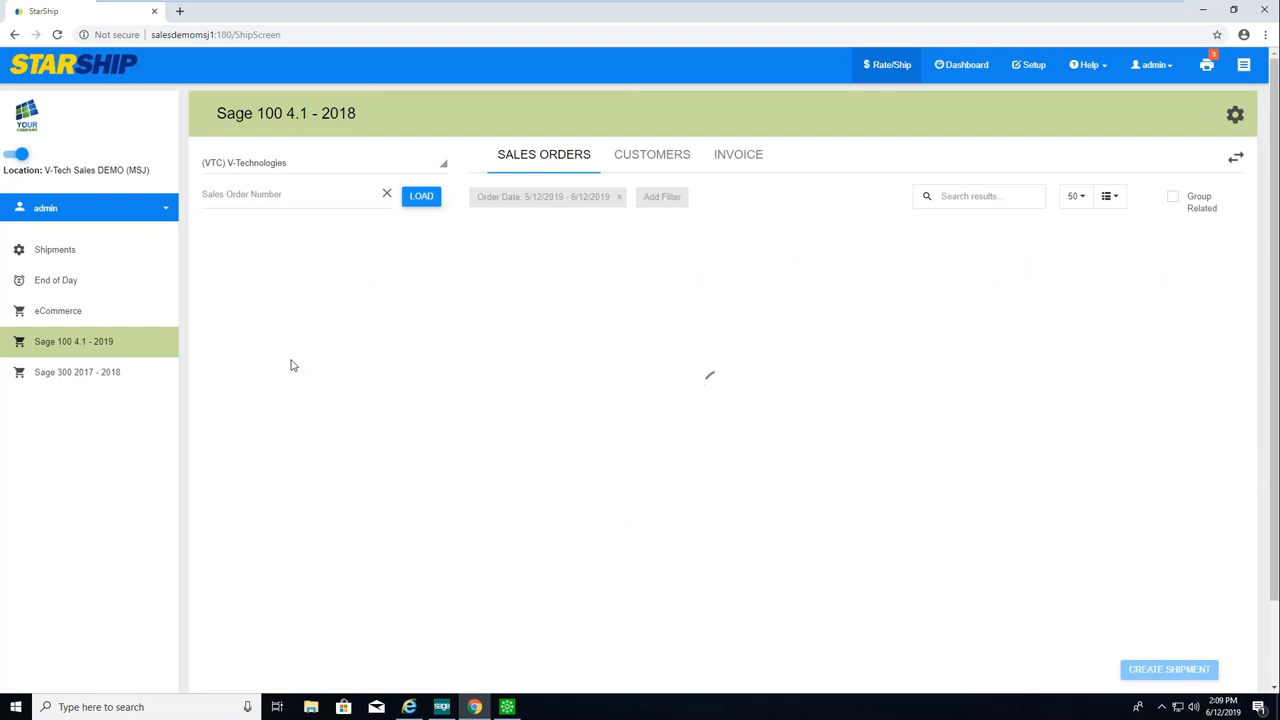 StarShip
Not secure salesdemomsj1:180/ShipScreen
STARSHIP
$ Rate/Ship
Dashboard
Setup
Help
admin
3
YOUR
COMPANY
Location: V-Tech Sales DEMO (MSJ)
admin
Shipments
End of Day
eCommerce
Sage 100 4.1 - 2019
Sage 300 2017 - 2018
Sage 100 4.1 - 2018
(VTC) V-Technologies
Sales Order Number
LOAD
SALES ORDERS
CUSTOMERS
INVOICE
Order Date: 5/12/2019 - 6/12/2019 ×
Add Filter
Search results...
50
Group
Related
CREATE SHIPMENT
Type here to search
sage
2:09 PM
6/12/2019
1